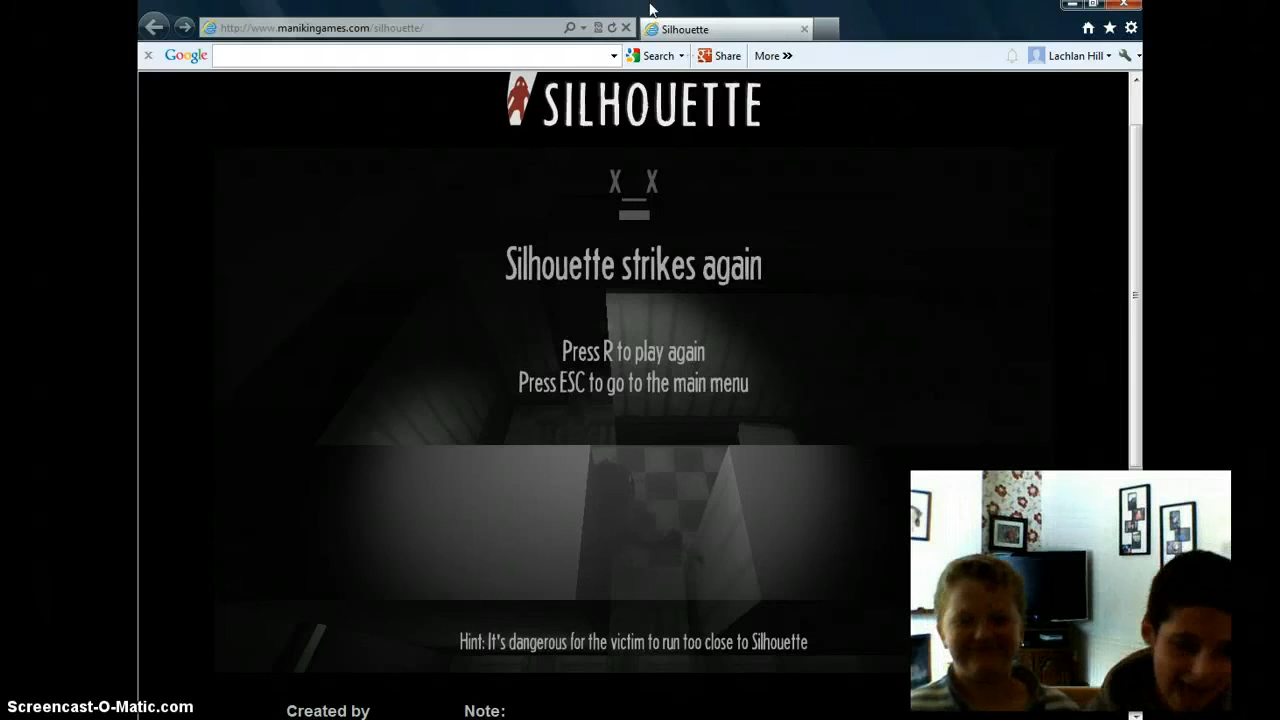 http://www.manikingames.com/silhouette/
Silhouette
Google
Search
Share
More »
Lachlan Hill
SILHOUETTE
X__X
Silhouette strikes again
Press R to play again
Press ESC to go to the main menu
Hint: It's dangerous for the victim to run too close to Silhouette
Created by
Note:
Screencast-O-Matic.com